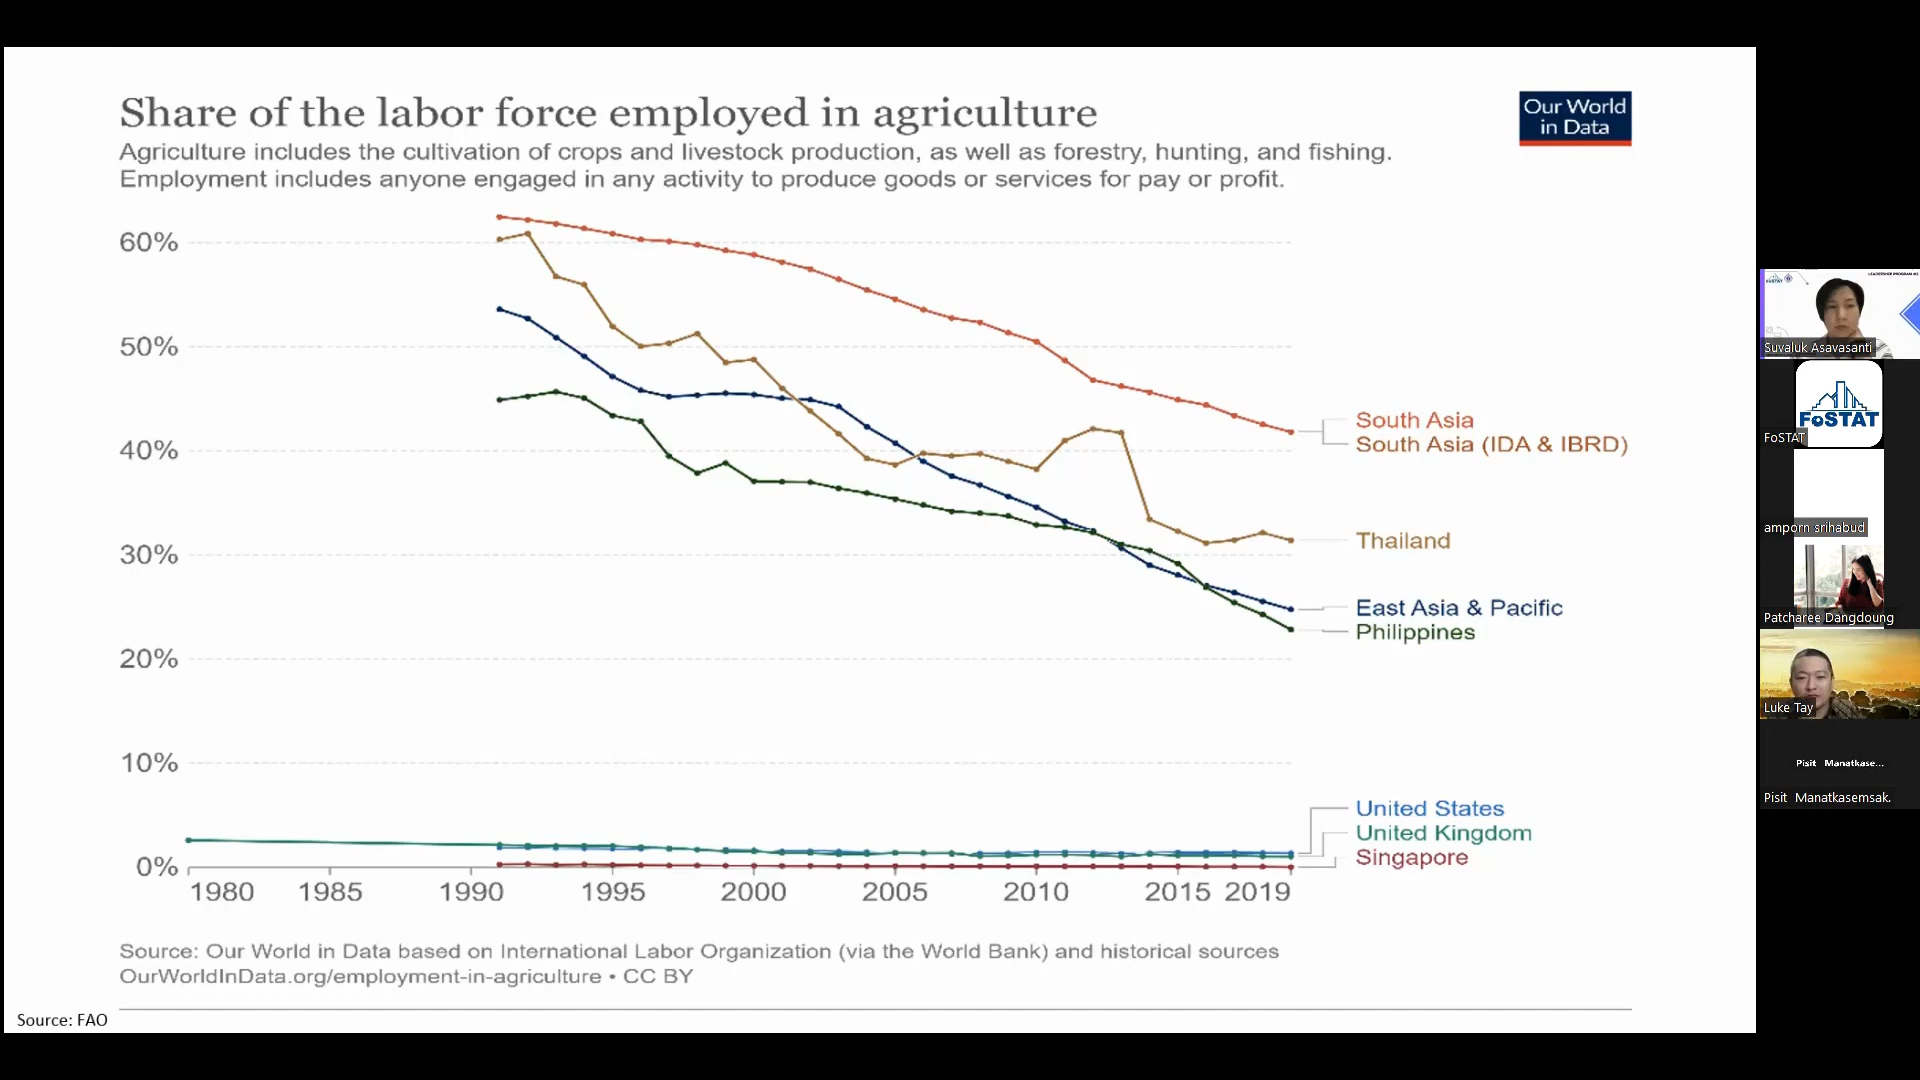 Share of the labor force employed in agriculture
Our World
in Data
Agriculture includes the cultivation of crops and livestock production, as well as forestry, hunting, and fishing.
Employment includes anyone engaged in any activity to produce goods or services for pay or profit.
60%
50%
40%
30%
20%
10%
0%
1980 1985 1990 1995 2000 2005 2010 2015 2019
South Asia
South Asia (IDA & IBRD)
Thailand
East Asia & Pacific
Philippines
United States
United Kingdom
Singapore
Source: Our World in Data based on International Labor Organization (via the World Bank) and historical sources
OurWorldInData.org/employment-in-agriculture • CC BY
Source: FAO
FoSTAT
LEADERSHIP PROGRAM
Suvaluk Asavasanti
FoSTAT
FoSTAT
amporn srihabud
Patcharee Dangdoung
Luke Tay
Pisit Manatkase...
Pisit Manatkasemsak.